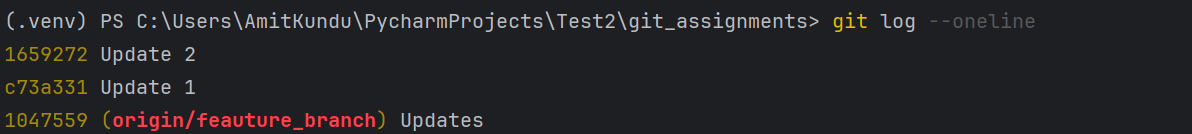 (.venv) PS C:\Users\AmitKundu\PycharmProjects\Test2\git_assignments> git log --oneline
1659272 Update 2
c73a331 Update 1
1047559 (origin/feauture_branch) Updates